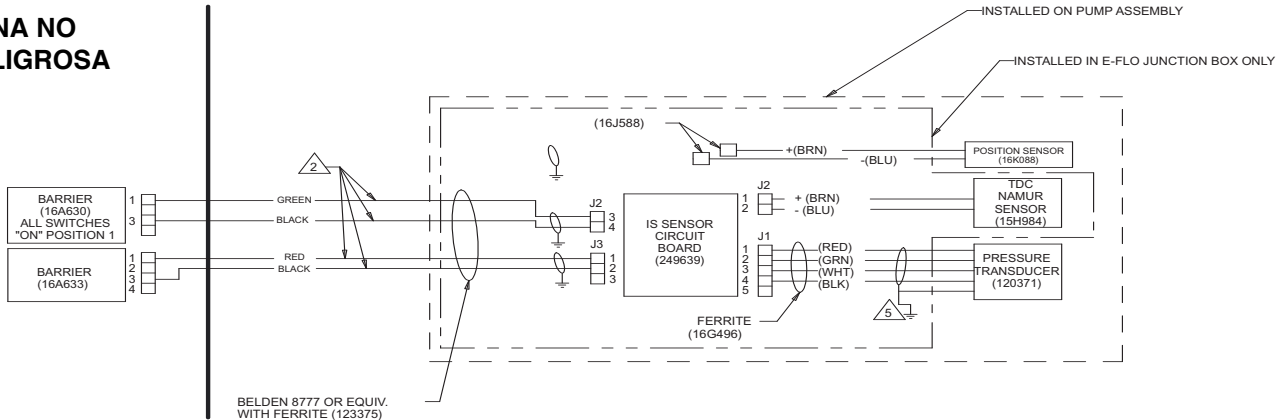 NA NO
LIGROSA
INSTALLED ON PUMP ASSEMBLY
INSTALLED IN E-FLO JUNCTION BOX ONLY
(16J588)
+(BRN)
-(BLU)
POSITION SENSOR
(16K088)
2
BARRIER
(16A630)
ALL SWITCHES
"ON" POSITION 1
1
3
GREEN
BLACK
J2
3
4
IS SENSOR
CIRCUIT
BOARD
(249639)
J2
1
2
+ (BRN)
- (BLU)
TDC
NAMUR
SENSOR
(15H984)
BARRIER
(16A633)
1
2
3
4
RED
BLACK
J3
1
2
3
J1
1
2
3
4
5
(RED)
(GRN)
(WHT)
(BLK)
PRESSURE
TRANSDUCER
(120371)
FERRITE
(16G496)
5
BELDEN 8777 OR EQUIV.
WITH FERRITE (123375)